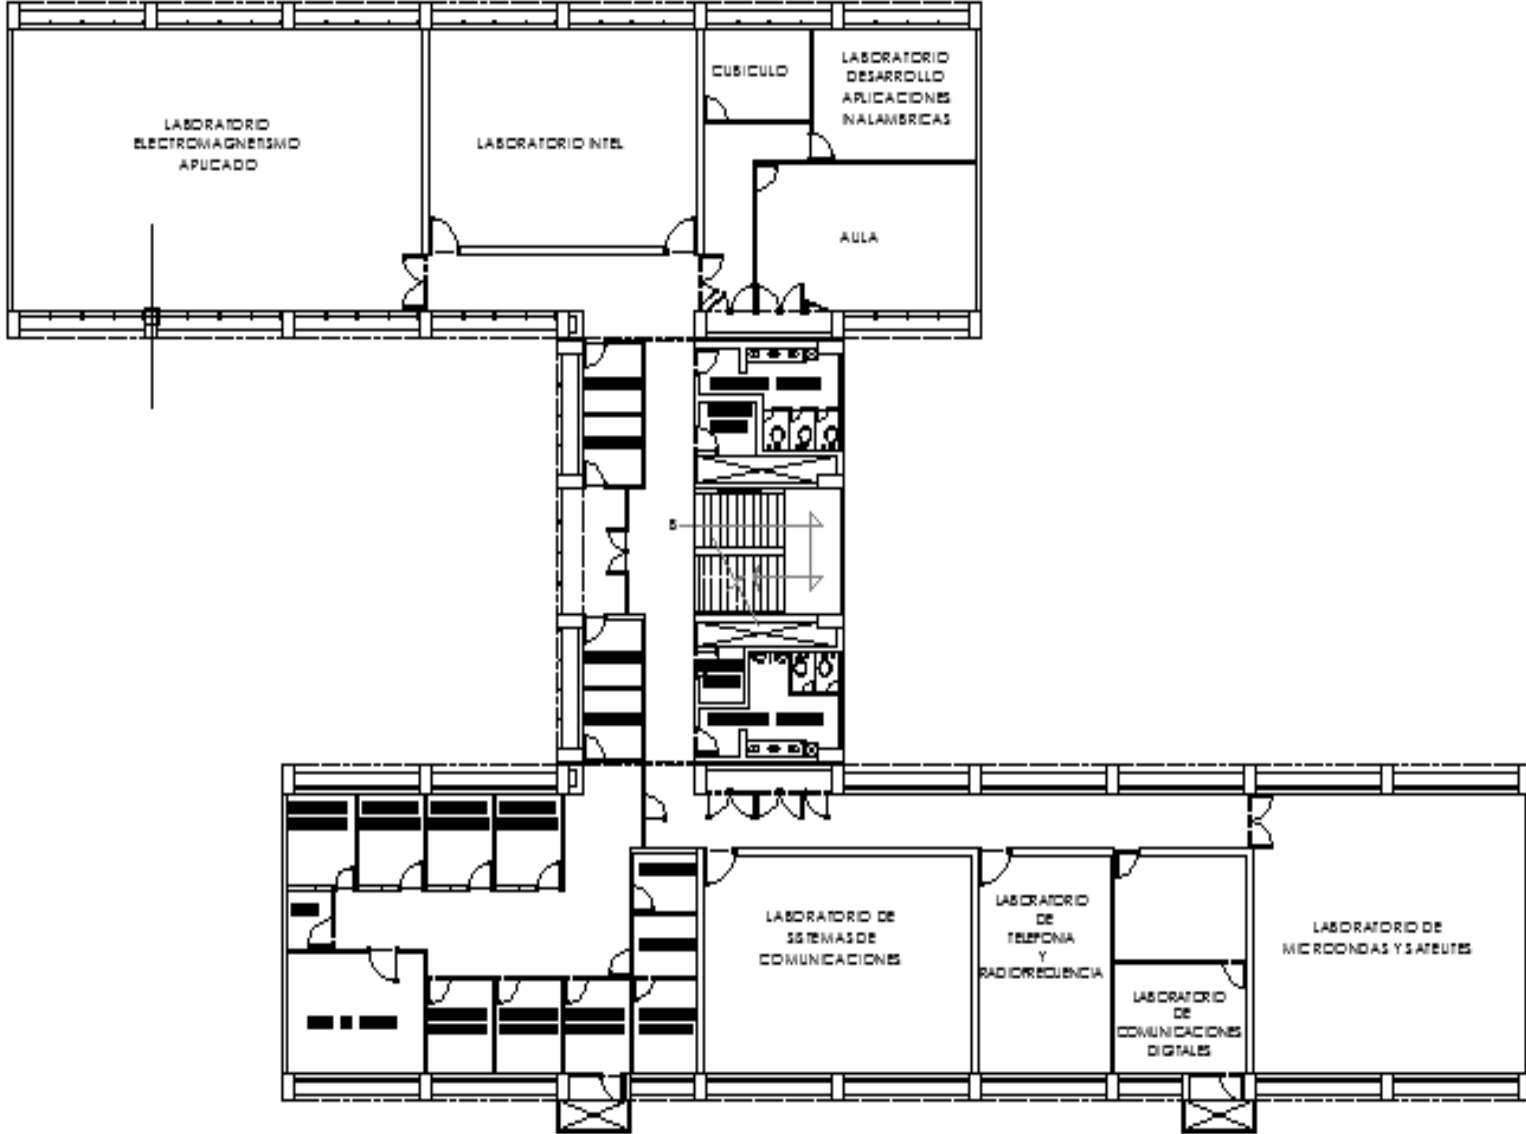 LABORATORIO
ELECTROMAGNETISMO
APLICADO
LABORATORIO INTEL
CUBICULO
LABORATORIO
DESARROLLO
APLICACIONES
INALAMBRICAS
AULA
B
LABORATORIO DE
SISTEMAS DE
COMUNICACIONES
LABORATORIO
DE
TELEFONIA
Y
RADIOFRECUENCIA
LABORATORIO
DE
COMUNICACIONES
DIGITALES
LABORATORIO DE
MICROONDAS Y SATELITES